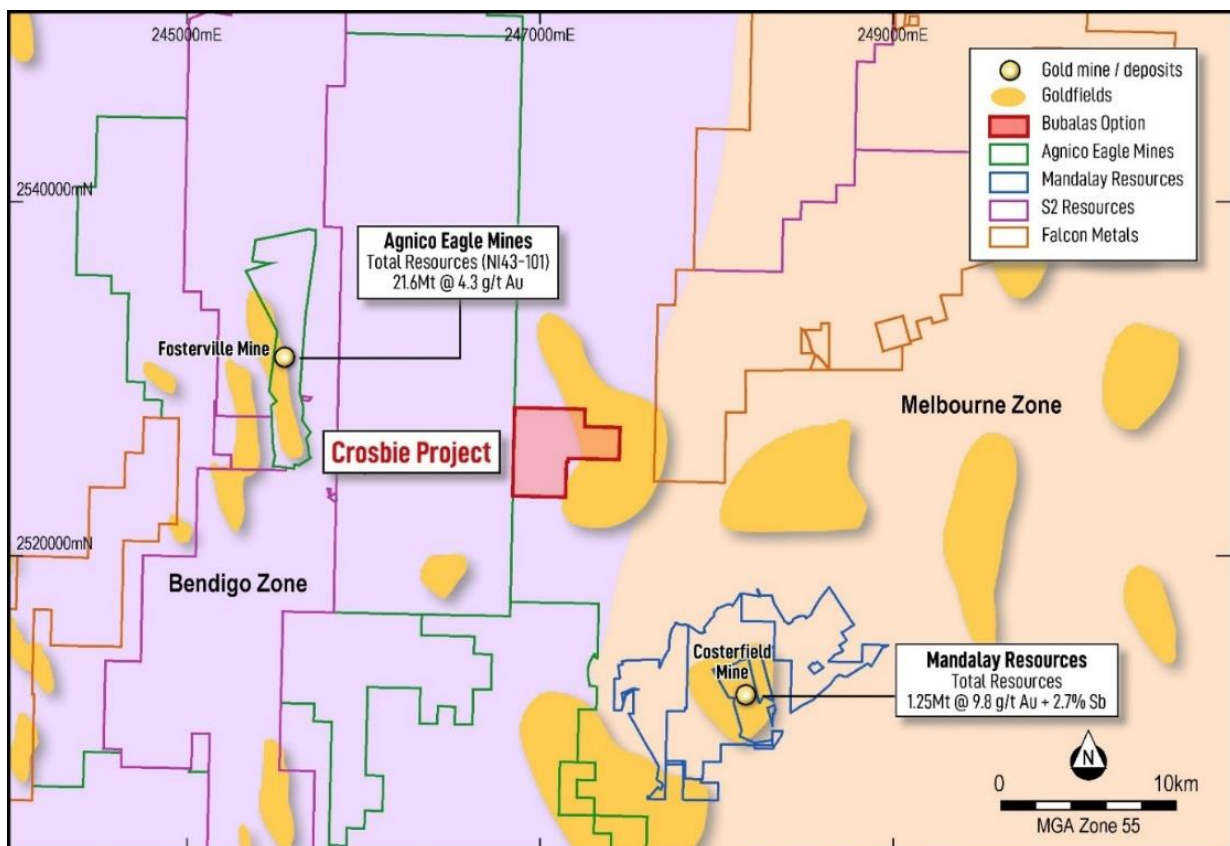 245000mE
247000mE
249000mE
Gold mine / deposits
Goldfields
Bubalas Option
Agnico Eagle Mines
Mandalay Resources
S2 Resources
Falcon Metals
2540000mN
Agnico Eagle Mines
Total Resources (NI43-101)
21.6Mt @ 4.3 g/t Au
Fosterville Mine
Melbourne Zone
Crosbie Project
2520000mN
Bendigo Zone
Costerfield
Mine
Mandalay Resources
Total Resources
1.25Mt @ 9.8 g/t Au + 2.7% Sb
N
0
10km
MGA Zone 55